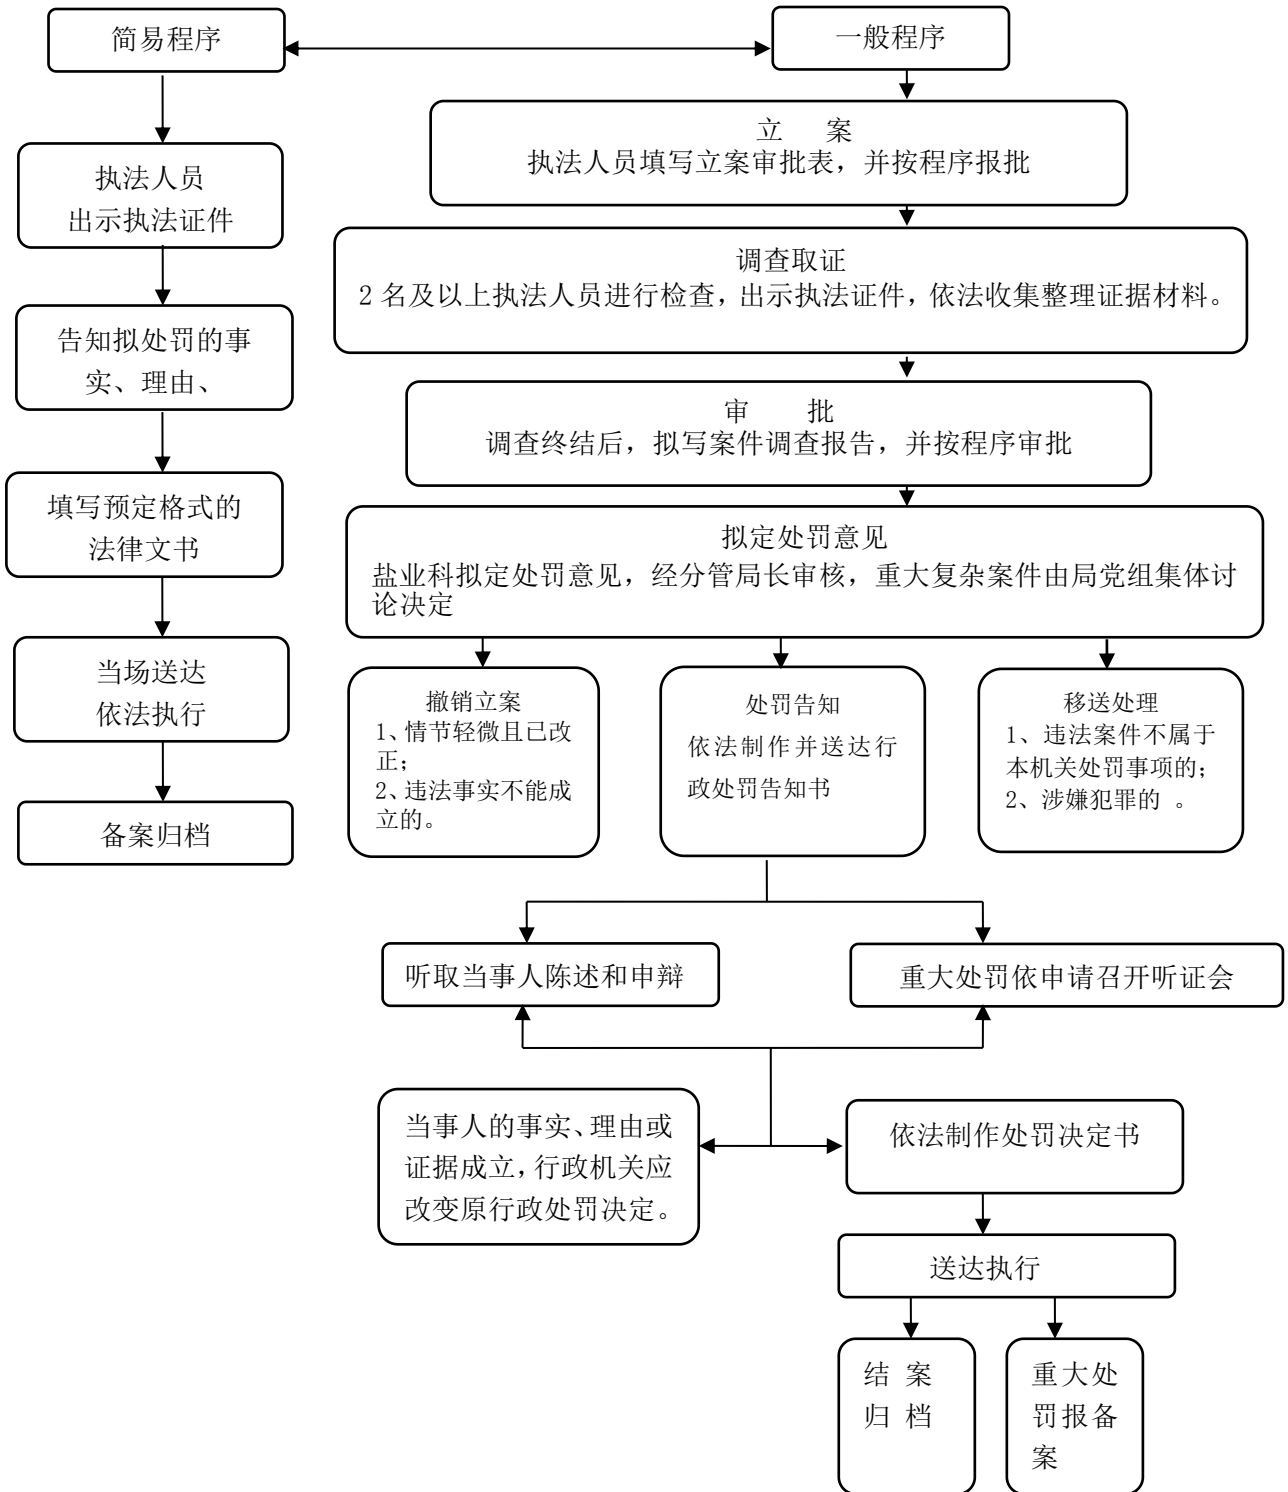 简易程序
一般程序
立 案
执法人员填写立案审批表，并按程序报批
执法人员
出示执法证件
调查取证
2 名及以上执法人员进行检查，出示执法证件，依法收集整理证据材料。
告知拟处罚的事
实、理由、
审 批
调查终结后，拟写案件调查报告，并按程序审批
填写预定格式的
法律文书
拟定处罚意见
盐业科拟定处罚意见，经分管局长审核，重大复杂案件由局党组集体讨
论决定
当场送达
依法执行
撤销立案
1、情节轻微且已改
正；
2、违法事实不能成
立的。
处罚告知
依法制作并送达行
政处罚告知书
移送处理
1、违法案件不属于
本机关处罚事项的；
2、涉嫌犯罪的 。
备案归档
听取当事人陈述和申辩
重大处罚依申请召开听证会
当事人的事实、理由或
证据成立，行政机关应
改变原行政处罚决定。
依法制作处罚决定书
送达执行
结 案
归 档
重大处
罚报备
案